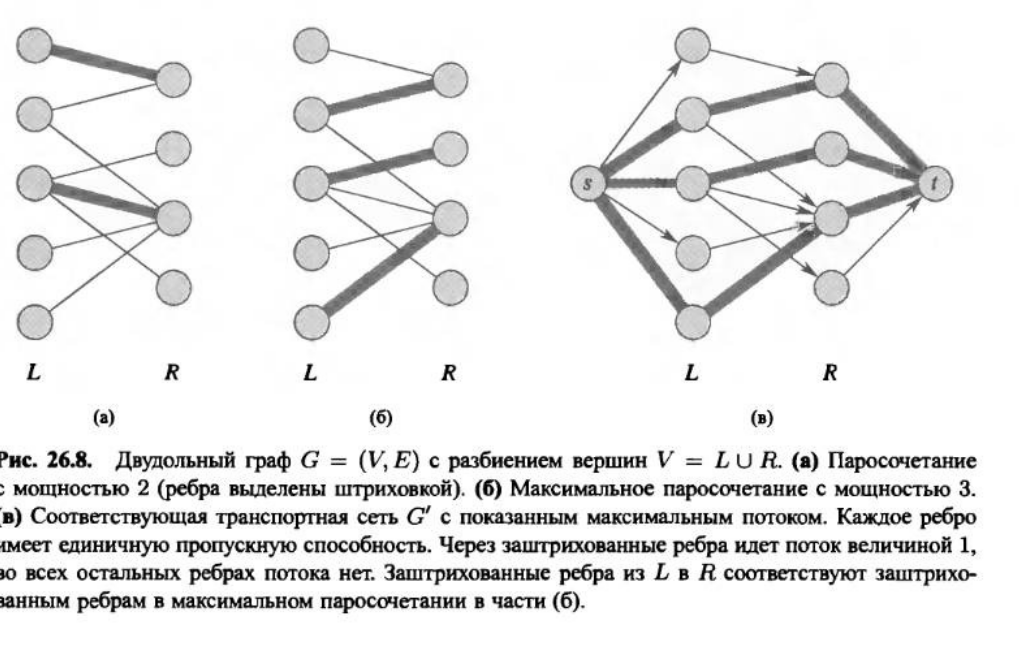 s
t
L R L R L R
(а) (б) (в)
Рис. 26.8. Двудольный граф G = (V, E) с разбиением вершин V = L ∪ R. (а) Паросочетание
с мощностью 2 (ребра выделены штриховкой). (б) Максимальное паросочетание с мощностью 3.
(в) Соответствующая транспортная сеть G′ с показанным максимальным потоком. Каждое ребро
имеет единичную пропускную способность. Через заштрихованные ребра идет поток величиной 1,
во всех остальных ребрах потока нет. Заштрихованные ребра из L в R соответствуют заштрихо-
ванным ребрам в максимальном паросочетании в части (б).